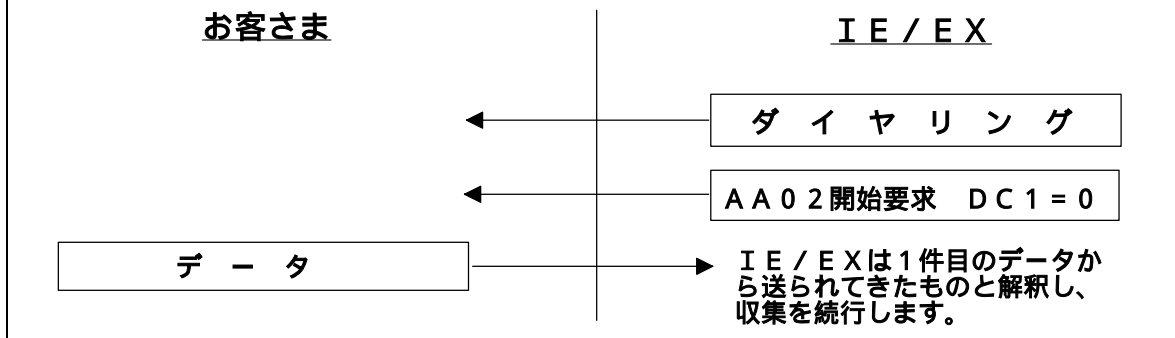 お客さま
ＩＥ/ＥＸ
ダイヤリング
ＡＡ０２開始要求　ＤＣ１=０
データ
ＩＥ/ＥＸは１件目のデータか
ら送られてきたものと解釈し、
収集を続行します。